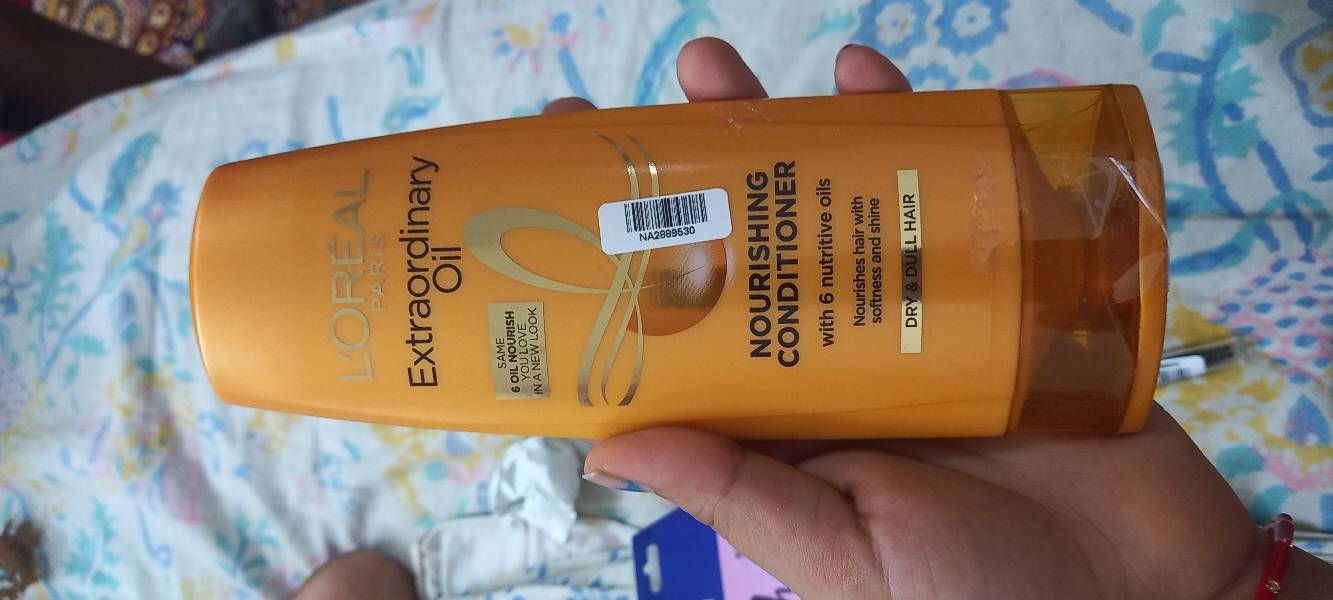 L'ORÉAL
PARIS
Extraordinary
Oil
SAME
6 OIL NOURISH
YOU LOVE
IN A NEW LOOK
NA2889530
NOURISHING
CONDITIONER
with 6 nutritive oils
Nourishes hair with
softness and shine
DRY & DULL HAIR